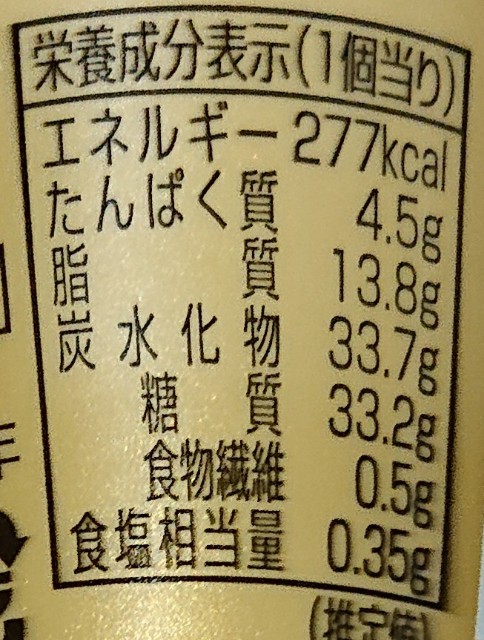 栄養成分表示(1個当り)
エネルギー 277kcal
たんぱく質 4.5g
脂質 13.8g
炭水化物 33.7g
糖質 33.2g
食物繊維 0.5g
食塩相当量 0.35g
(推定値)